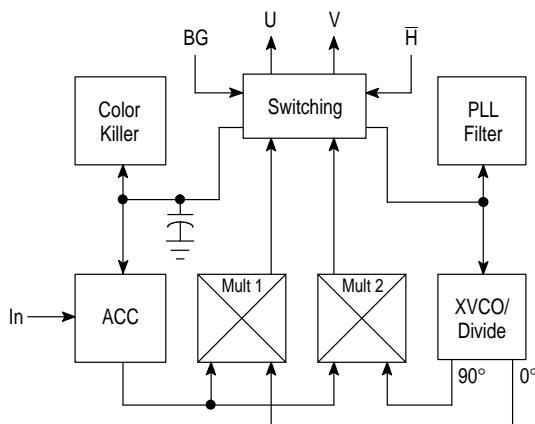 U V
BG H̅
Color
Killer
Switching
PLL
Filter
In
ACC
Mult 1
Mult 2
XVCO/
Divide
90° 0°